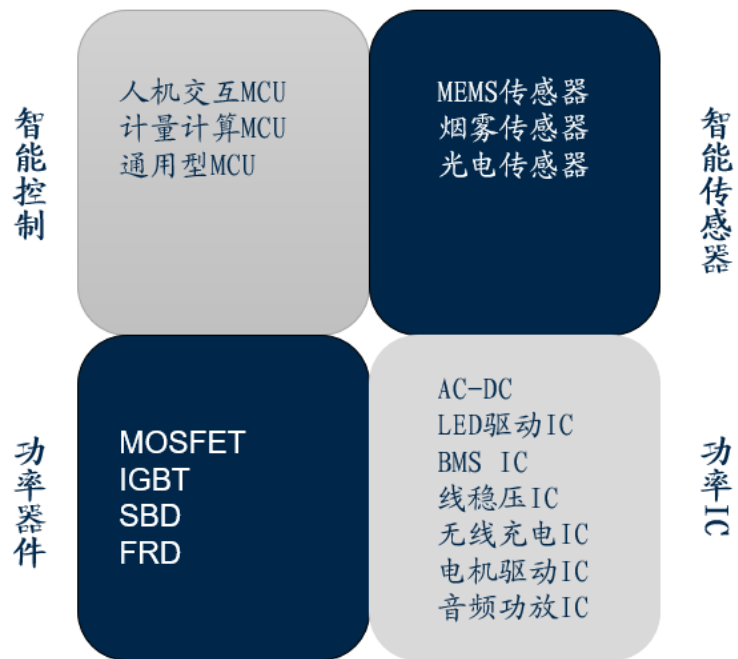 智能控制
人机交互MCU
计量计算MCU
通用型MCU
MEMS传感器
烟雾传感器
光电传感器
智能传感器
功率器件
MOSFET
IGBT
SBD
FRD
AC-DC
LED驱动IC
BMS IC
线稳压IC
无线充电IC
电机驱动IC
音频功放IC
功率IC